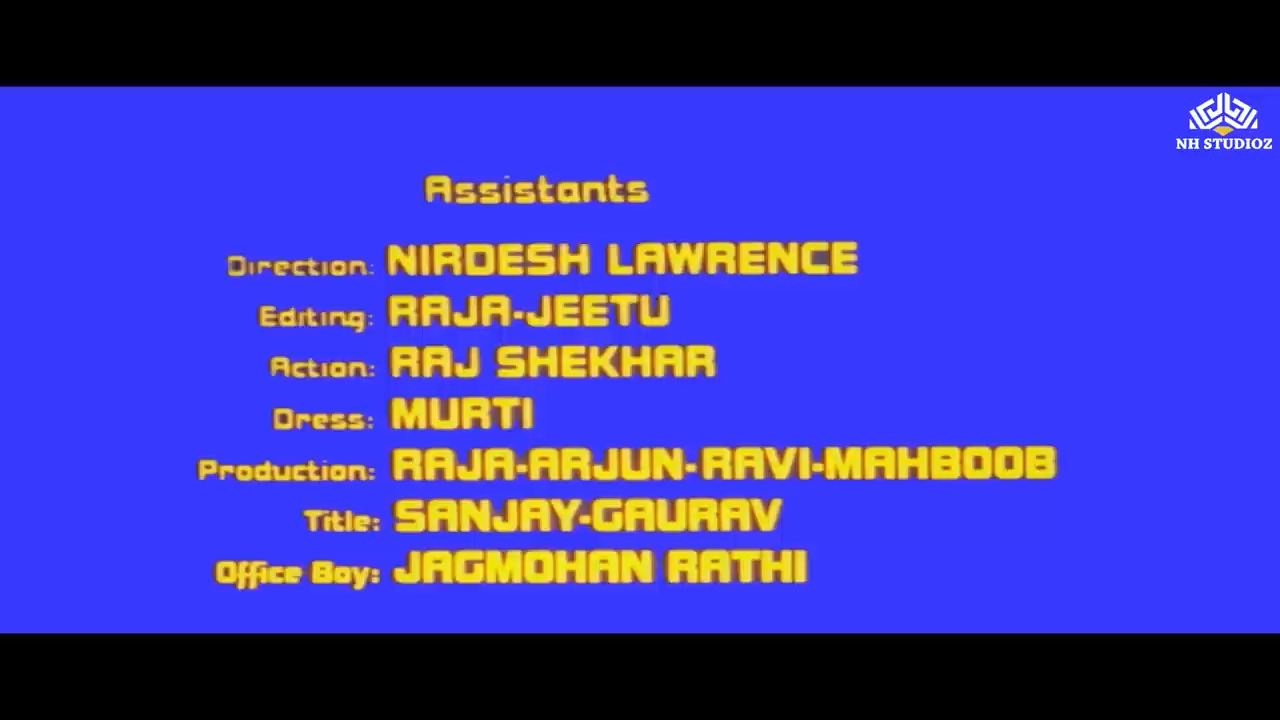 NH STUDIOZ
Assistants
Direction: NIRDESH LAWRENCE
Editing: RAJA-JEETU
Action: RAJ SHEKHAR
Dress: MURTI
Production: RAJA-ARJUN-RAVI-MAHBOOB
Title: SANJAY-GAURAV
Office Boy: JAGMOHAN RATHI